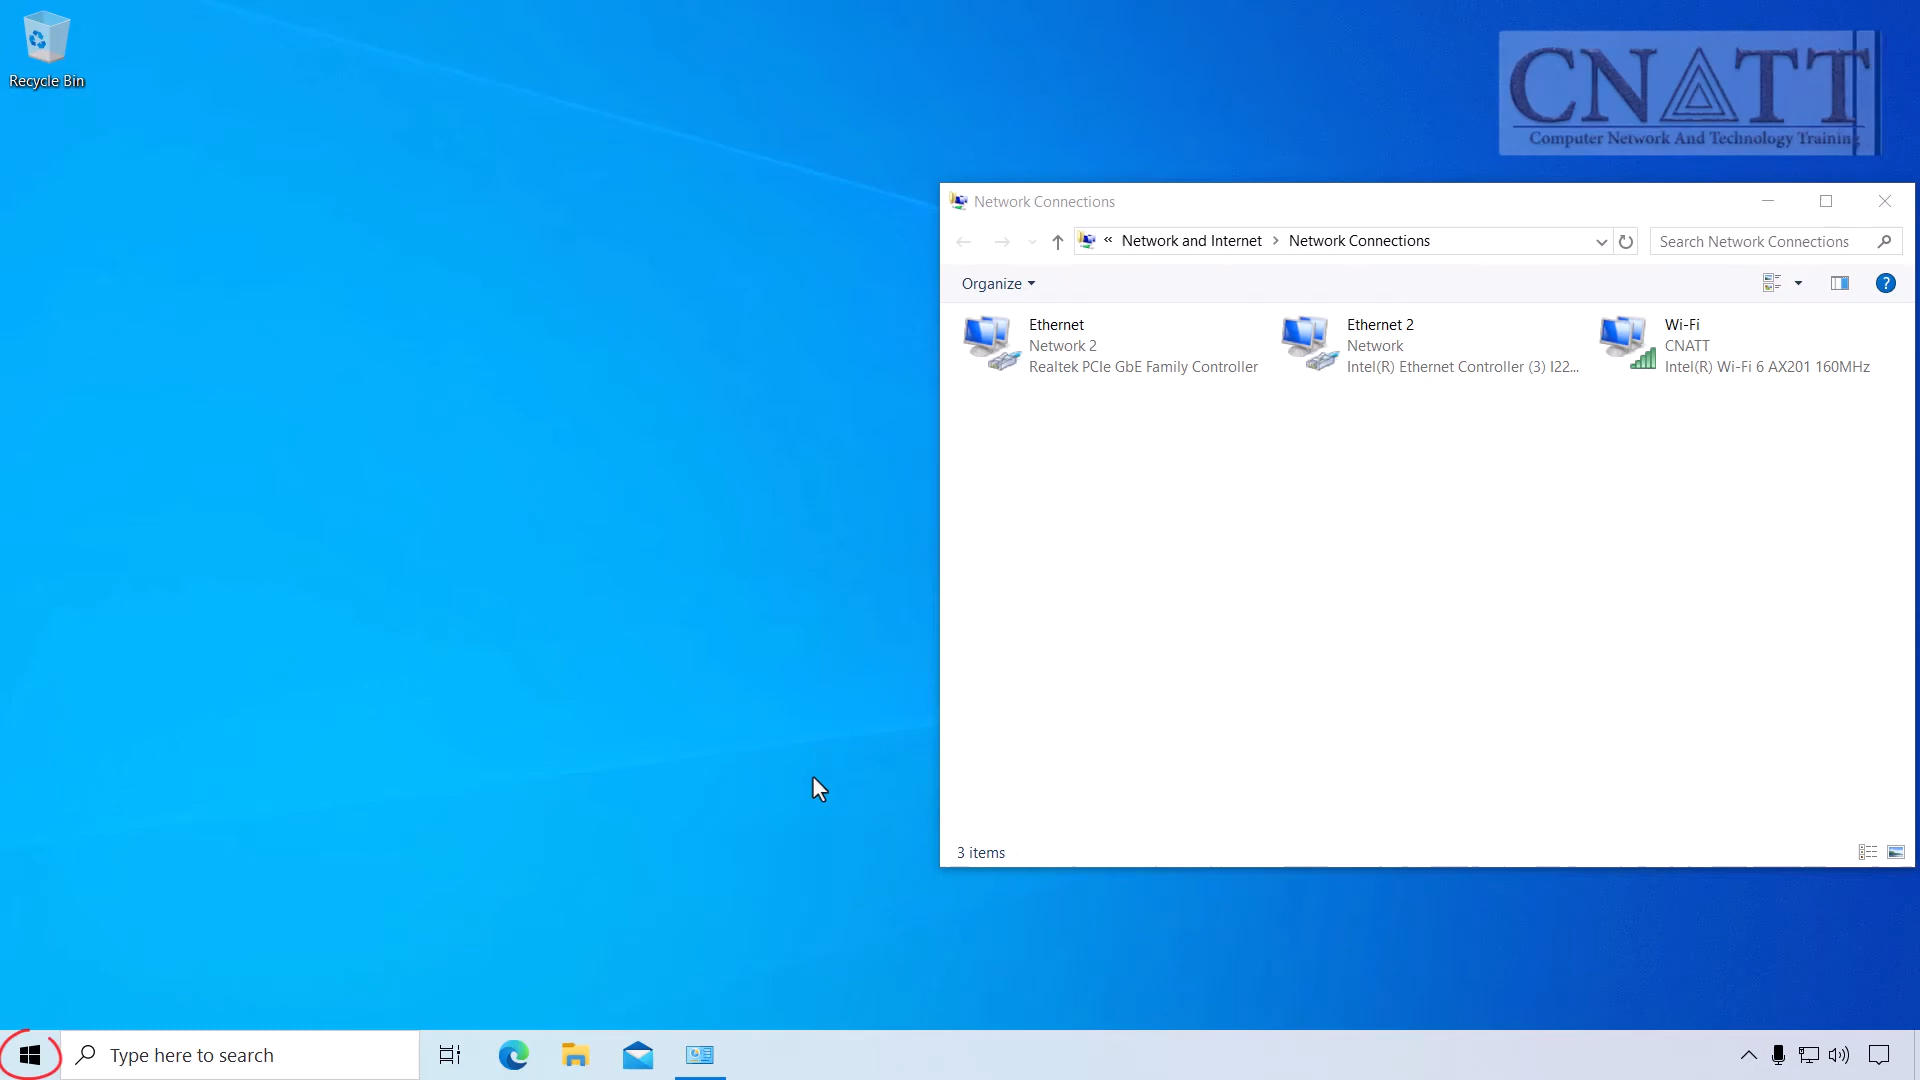 Recycle Bin
CNATT
Computer Network And Technology Training
Network Connections
« Network and Internet > Network Connections
Search Network Connections
Organize
?
Ethernet
Network 2
Realtek PCIe GbE Family Controller
Ethernet 2
Network
Intel(R) Ethernet Controller (3) I22...
Wi-Fi
CNATT
Intel(R) Wi-Fi 6 AX201 160MHz
3 items
Type here to search